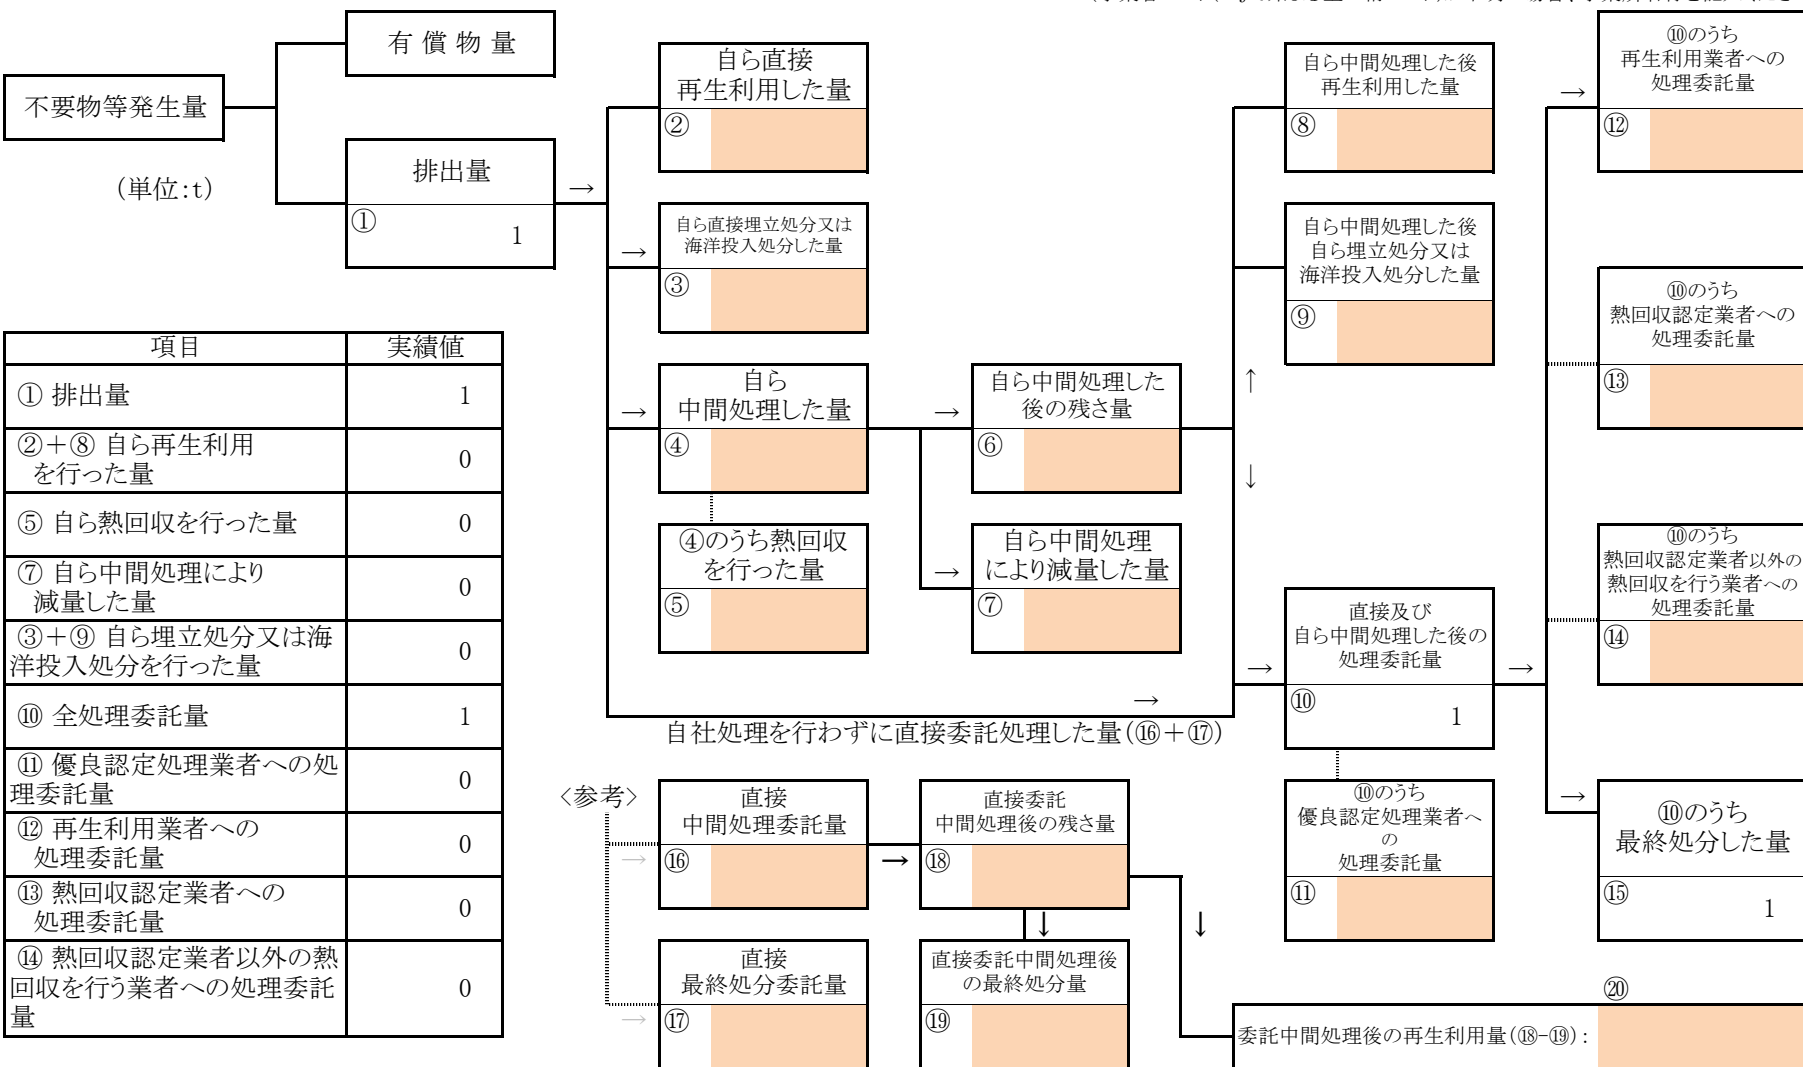 有 償 物 量
不要物等発生量
(単位:t)
排出量
→
①
1
自ら直接
再生利用した量
②
→
自ら直接埋立処分又は
海洋投入処分した量
③
→
自ら
中間処理した量
④
④のうち熱回収
を行った量
⑤
→
自ら中間処理した
後の残さ量
⑥
→
自ら中間処理
により減量した量
⑦
自ら中間処理した後
再生利用した量
⑧
自ら中間処理した後
自ら埋立処分又は
海洋投入処分した量
⑨
↑
↓
→
自社処理を行わずに直接委託処理した量(⑯+⑰)
→
直接及び
自ら中間処理した後の
処理委託量
⑩
1
→
⑩のうち
優良認定処理業者へ
の
処理委託量
⑪
→
⑩のうち
再生利用業者への
処理委託量
⑫
⑩のうち
熱回収認定業者への
処理委託量
⑬
⑩のうち
熱回収認定業者以外の
熱回収を行う業者への
処理委託量
⑭
→
⑩のうち
最終処分した量
⑮
1
項目 実績値
① 排出量 1
②+⑧ 自ら再生利用
を行った量 0
⑤ 自ら熱回収を行った量 0
⑦ 自ら中間処理により
減量した量 0
③+⑨ 自ら埋立処分又は海
洋投入処分を行った量 0
⑩ 全処理委託量 1
⑪ 優良認定処理業者への処
理委託量 0
⑫ 再生利用業者への
処理委託量 0
⑬ 熱回収認定業者への
処理委託量 0
⑭ 熱回収認定業者以外の熱
回収を行う業者への処理委託
量 0
<参考>
→
直接
中間処理委託量
⑯
→
直接委託
中間処理後の残さ量
⑱
↓
↓
→
直接
最終処分委託量
⑰
直接委託中間処理後
の最終処分量
⑲
⑳
委託中間処理後の再生利用量(⑱-⑲):